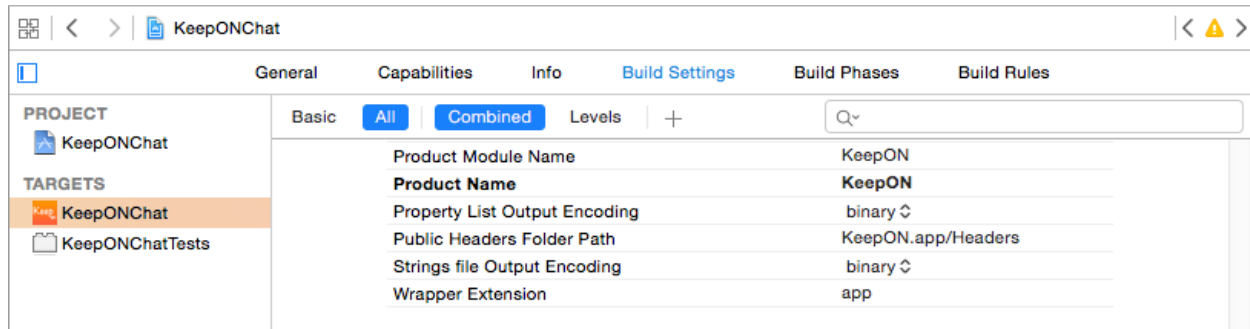 KeepONChat
General Capabilities Info Build Settings Build Phases Build Rules
PROJECT
KeepONChat
TARGETS
Keep
KeepONChat
KeepONChatTests
Basic All Combined Levels +
Product Module Name KeepON
Product Name KeepON
Property List Output Encoding binary
Public Headers Folder Path KeepON.app/Headers
Strings file Output Encoding binary
Wrapper Extension app